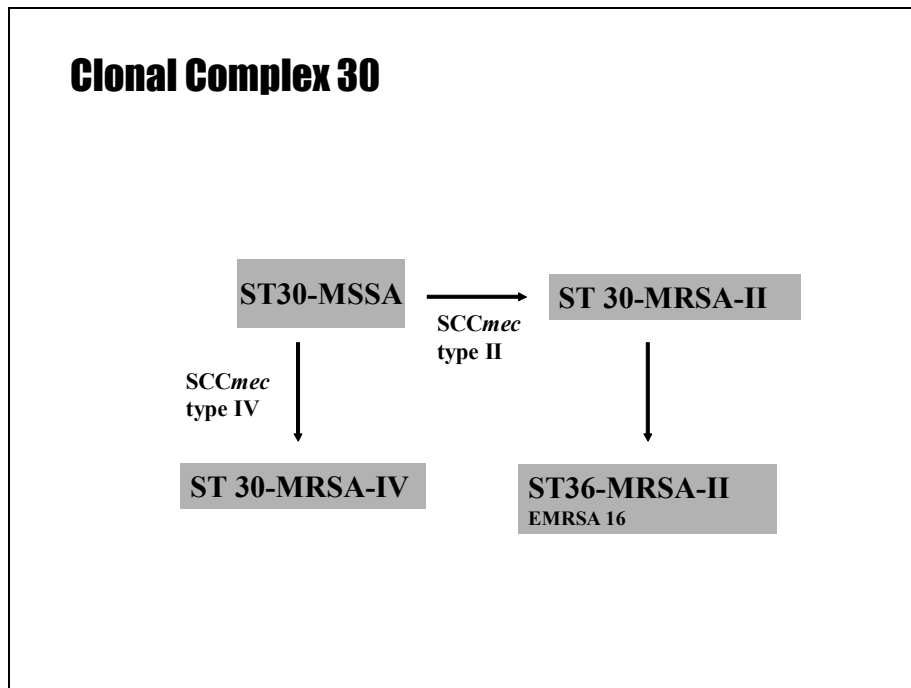 Clonal Complex 30
ST30-MSSA
SCCmec
type II
ST 30-MRSA-II
SCCmec
type IV
ST 30-MRSA-IV
ST36-MRSA-II
EMRSA 16